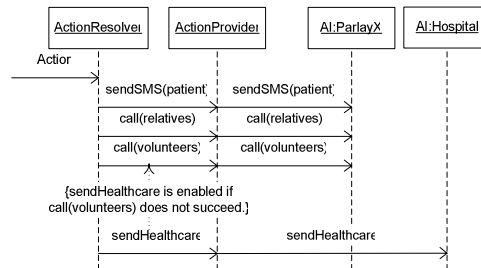 ActionResolver ActionProvider AI:ParlayX AI:Hospital
Action
sendSMS(patient) sendSMS(patient)
call(relatives) call(relatives)
call(volunteers) call(volunteers)
{sendHealthcare is enabled if
call(volunteers) does not succeed.}
sendHealthcare sendHealthcare